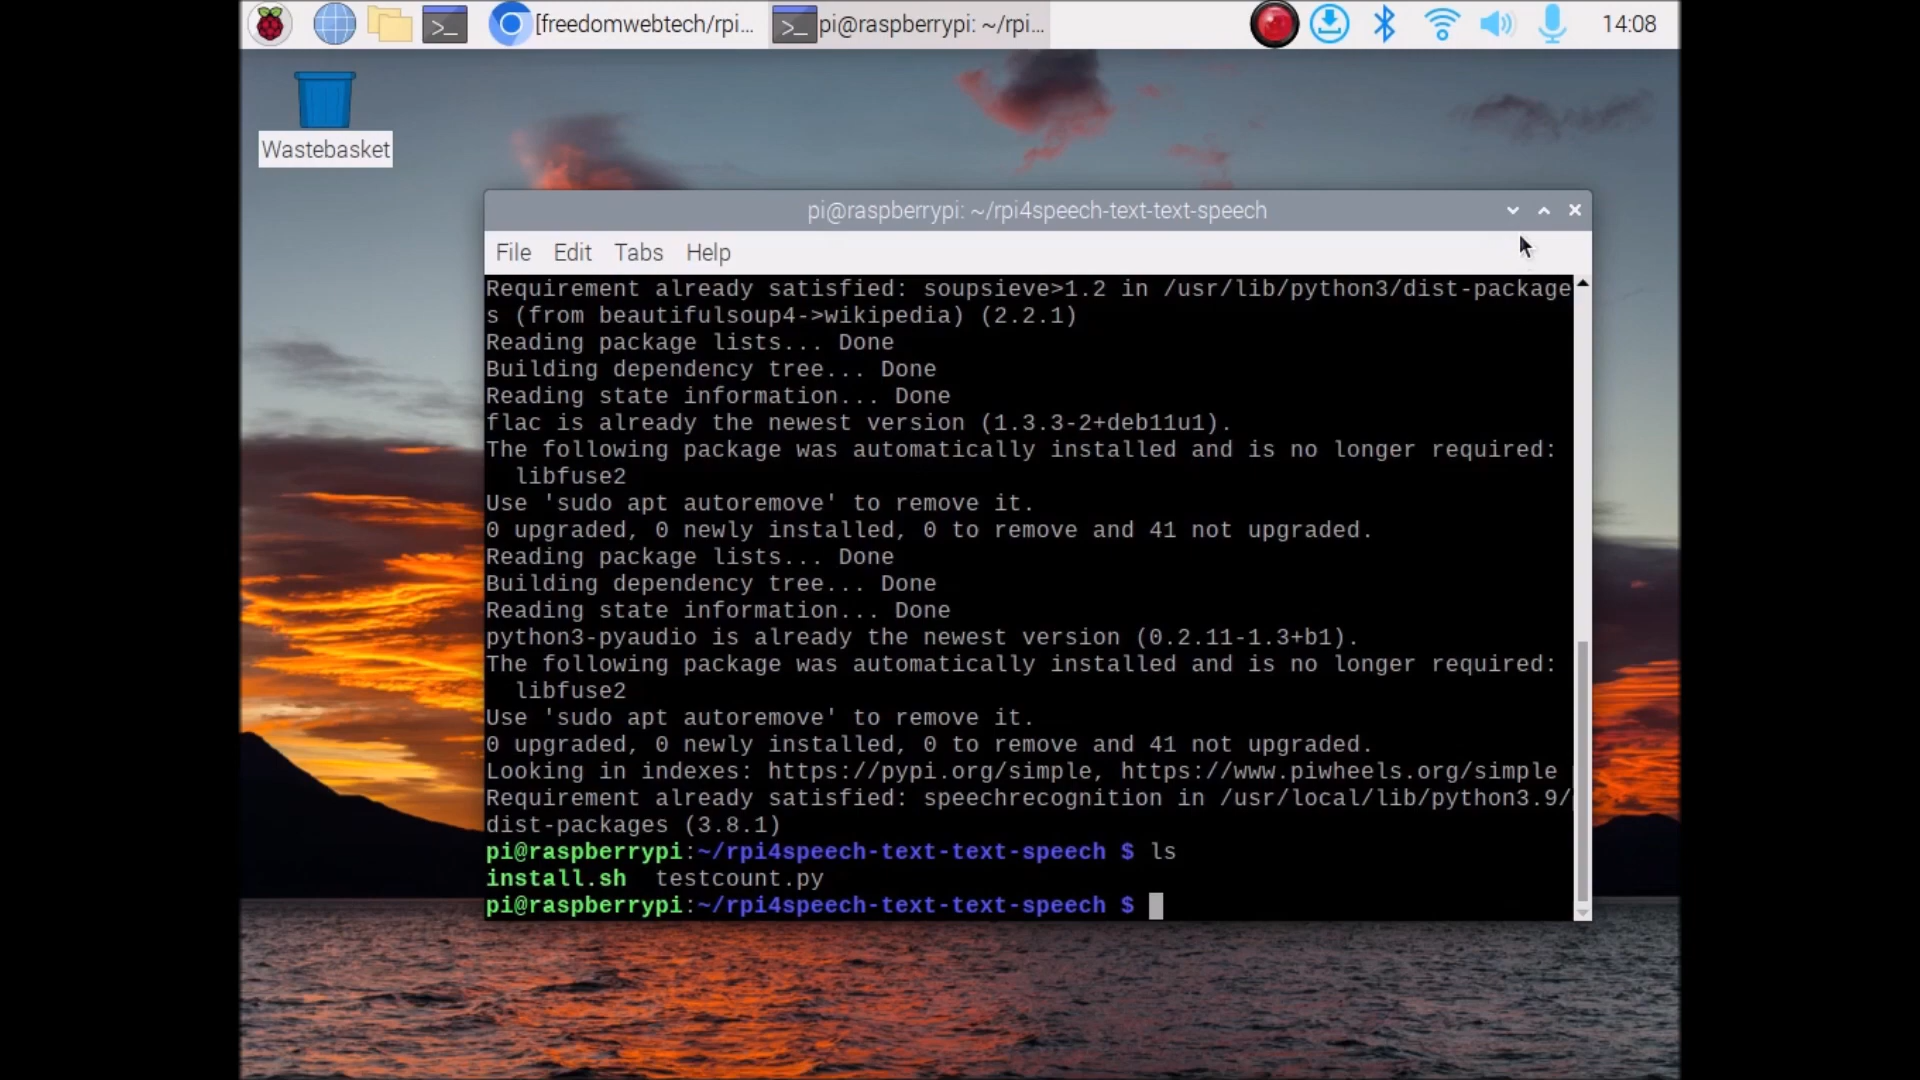 [freedomwebtech/rpi...
pi@raspberrypi: ~/rpi...
14:08
Wastebasket
pi@raspberrypi: ~/rpi4speech-text-text-speech
File Edit Tabs Help
Requirement already satisfied: soupsieve>1.2 in /usr/lib/python3/dist-package
s (from beautifulsoup4->wikipedia) (2.2.1)
Reading package lists... Done
Building dependency tree... Done
Reading state information... Done
flac is already the newest version (1.3.3-2+deb11u1).
The following package was automatically installed and is no longer required:
  libfuse2
Use 'sudo apt autoremove' to remove it.
0 upgraded, 0 newly installed, 0 to remove and 41 not upgraded.
Reading package lists... Done
Building dependency tree... Done
Reading state information... Done
python3-pyaudio is already the newest version (0.2.11-1.3+b1).
The following package was automatically installed and is no longer required:
  libfuse2
Use 'sudo apt autoremove' to remove it.
0 upgraded, 0 newly installed, 0 to remove and 41 not upgraded.
Looking in indexes: https://pypi.org/simple, https://www.piwheels.org/simple
Requirement already satisfied: speechrecognition in /usr/local/lib/python3.9/
dist-packages (3.8.1)
pi@raspberrypi:~/rpi4speech-text-text-speech $ ls
install.sh  testcount.py
pi@raspberrypi:~/rpi4speech-text-text-speech $